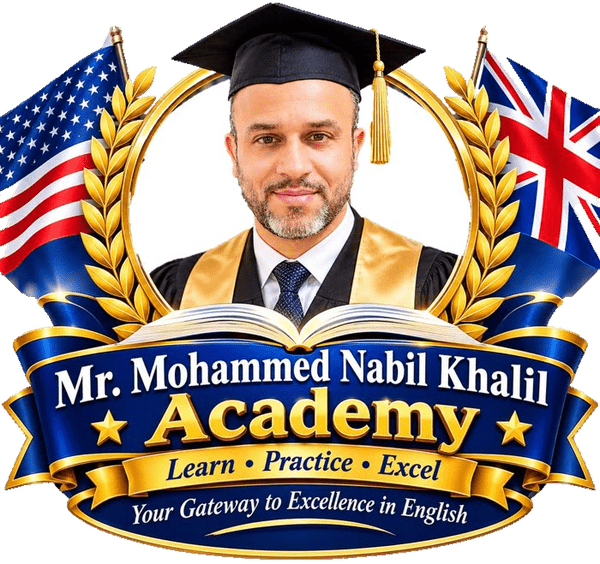 Mr. Mohammed Nabil Khalil
Academy
Learn • Practice • Excel
Your Gateway to Excellence in English